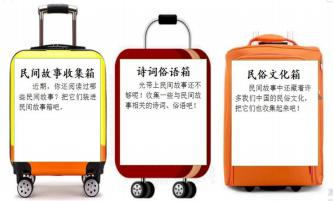 民间故事收集箱
近期，你还阅读过哪
些民间故事？把它们装进
民间故事箱吧。
诗词俗语箱
光带上民间故事还不
够呢！收集一些与民间故
事相关的诗词、俗语吧！
民俗文化箱
民间故事中还藏着许
多我们中国的民俗文化，
把它们也收集起来吧！